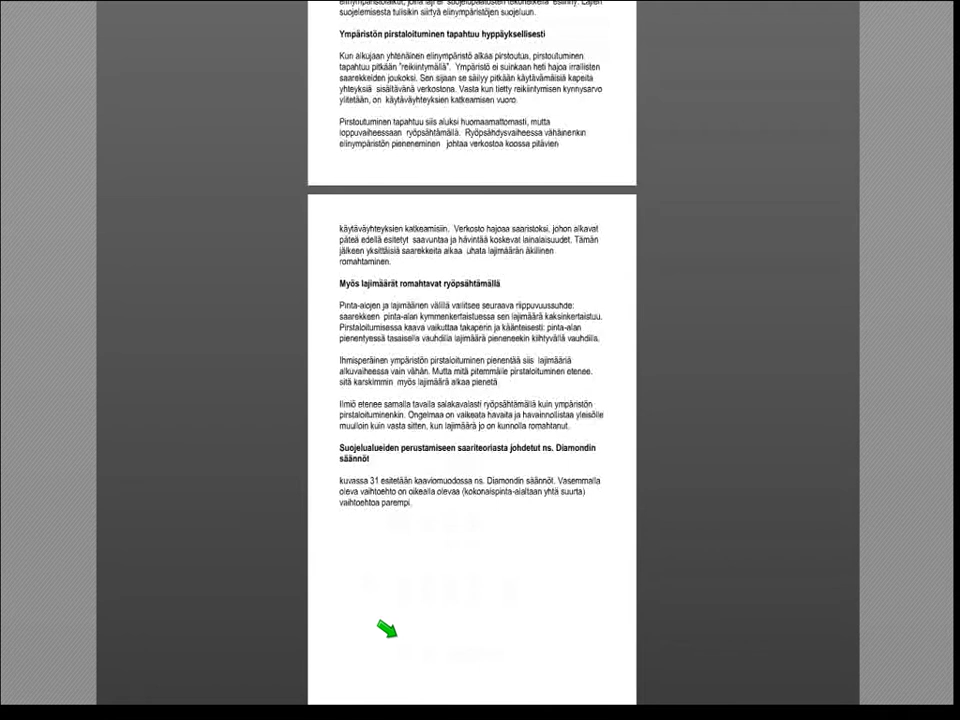 suojelemisesta tulisikin siirtyä elinympäristöjen suojeluun.
Ympäristön pirstaloituminen tapahtuu hyppäyksellisesti
Kun alkujaan yhtenäinen elinympäristö alkaa pirstoutua, pirstoutuminen
tapahtuu pitkään "reikiintymällä". Ympäristö ei suinkaan heti hajoa irrallisten
saarekkeiden joukoksi. Sen sijaan se säilyy pitkään käytävämäisiä kapeita
yhteyksiä sisältävänä verkostona. Vasta kun tietty reikiintymisen kynnysarvo
ylitetään, on käytäväyhteyksien katkeamisen vuoro.
Pirstoutuminen tapahtuu siis aluksi huomaamattomasti, mutta
loppuvaiheessaan ryöpsähtämällä. Ryöpsähdysvaiheessa vähäinenkin
elinympäristön pieneneminen johtaa verkostoa koossa pitävien
käytäväyhteyksien katkeamisiin. Verkosto hajoaa saaristoksi, johon alkavat
päteä edellä esitetyt saavuntaa ja hävintää koskevat lainalaisuudet. Tämän
jälkeen yksittäisiä saarekkeita alkaa uhata lajimäärän äkillinen
romahtaminen.
Myös lajimäärät romahtavat ryöpsähtämällä
Pinta-alojen ja lajimäärien välillä vallitsee seuraava riippuvuussuhde:
saarekkeen pinta-alan kymmenkertaistuessa sen lajimäärä kaksinkertaistuu.
Pirstaloitumisessa kaava vaikuttaa takaperin ja käänteisesti: pinta-alan
pienentyessä tasaisella vauhdilla lajimäärä pieneneekin kiihtyvällä vauhdilla.
Ihmisperäinen ympäristön pirstaloituminen pienentää siis lajimääriä
alkuvaiheessa vain vähän. Mutta mitä pitemmälle pirstaloituminen etenee,
sitä karskimmin myös lajimäärä alkaa pienetä
Ilmiö etenee samalla tavalla salakavalasti ryöpsähtämällä kuin ympäristön
pirstaloituminenkin. Ongelmaa on vaikeata havaita ja havainnollistaa yleisölle
muulloin kuin vasta sitten, kun lajimäärä jo on kunnolla romahtanut.
Suojelualueiden perustamiseen saariteoriasta johdetut ns. Diamondin
säännöt
kuvassa 31 esitetään kaaviomuodossa ns. Diamondin säännöt. Vasemmalla
oleva vaihtoehto on oikealla olevaa (kokonaispinta-alaltaan yhtä suurta)
vaihtoehtoa parempi.